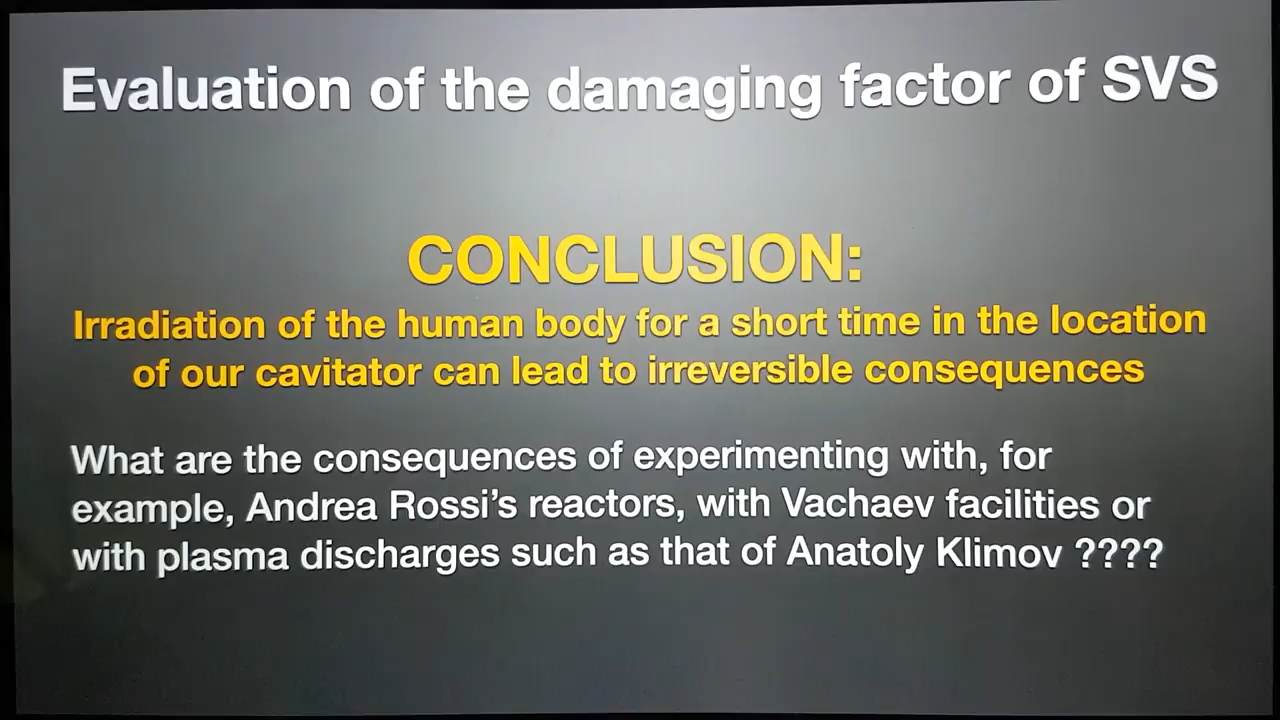 Evaluation of the damaging factor of SVS
CONCLUSION:
Irradiation of the human body for a short time in the location
of our cavitator can lead to irreversible consequences
What are the consequences of experimenting with, for
example, Andrea Rossi's reactors, with Vachaev facilities or
with plasma discharges such as that of Anatoly Klimov ????